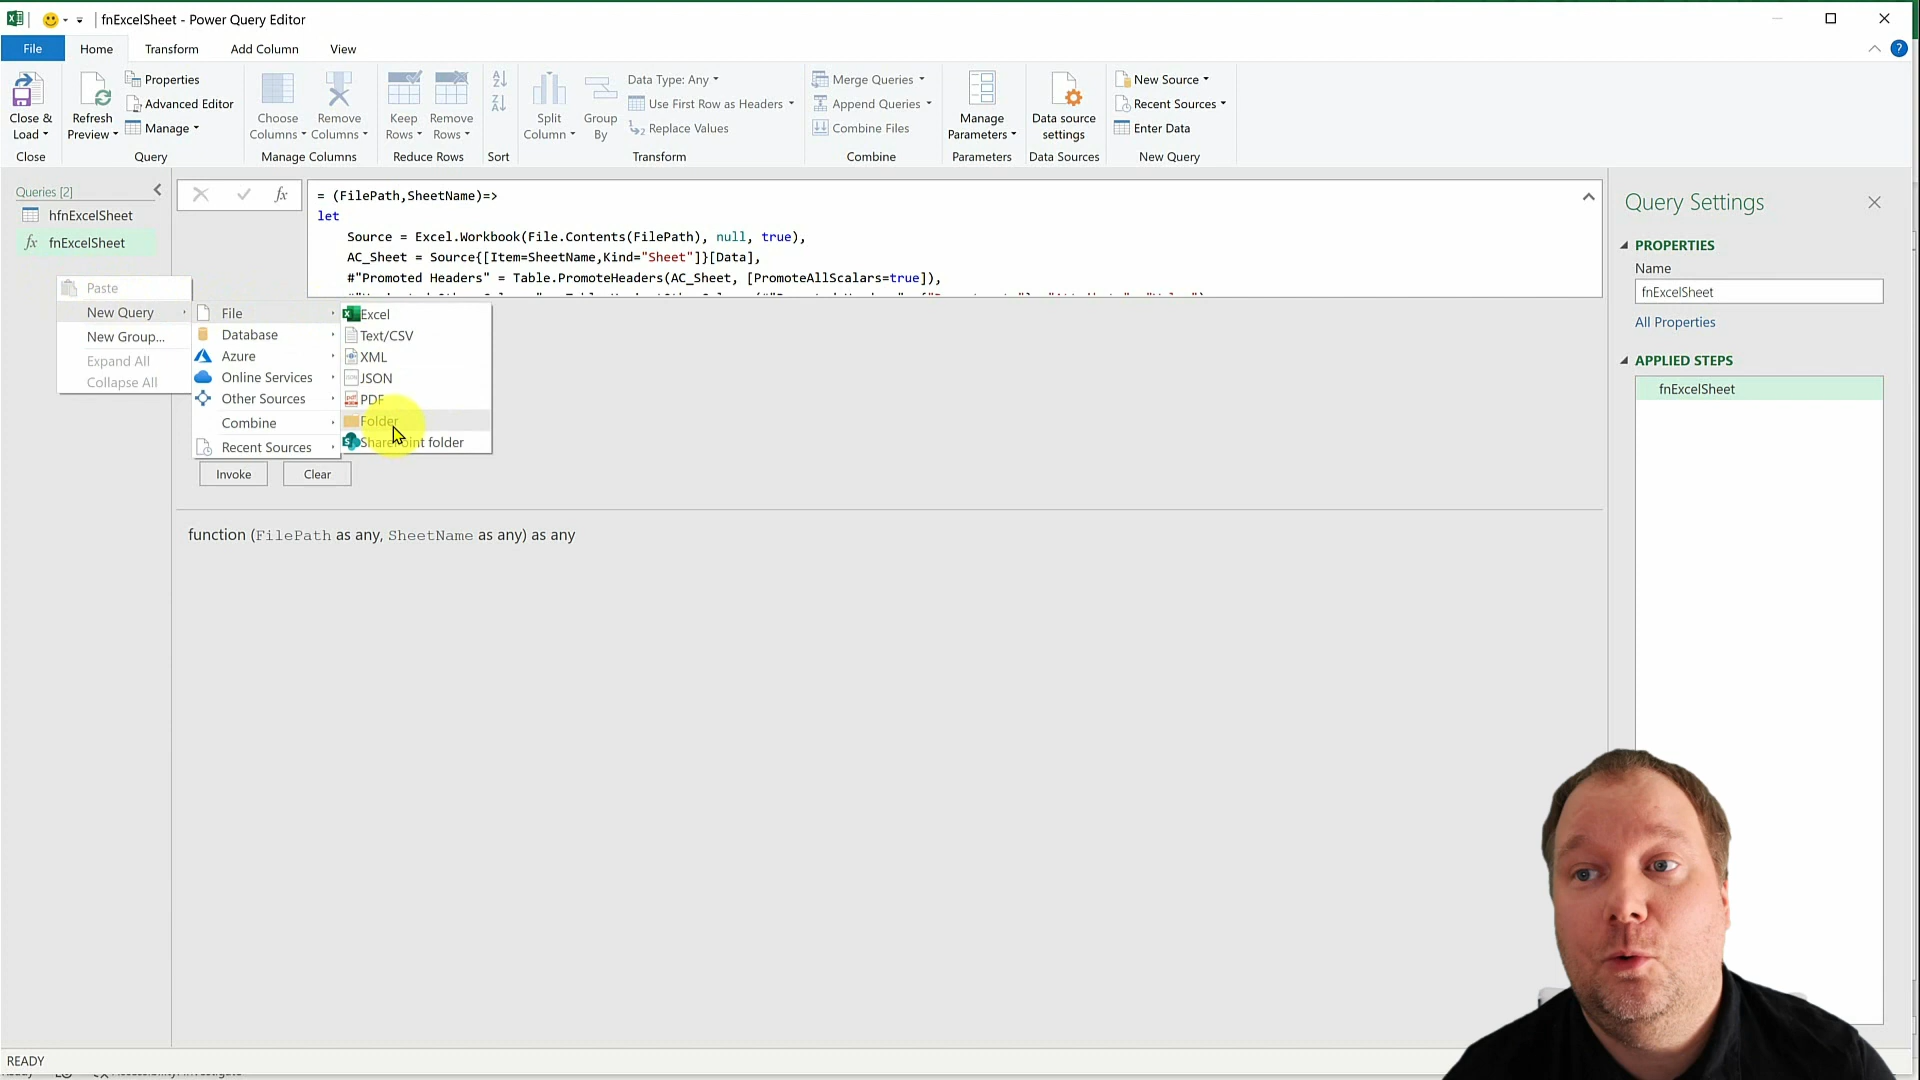 fnExcelSheet - Power Query Editor
File
Home
Transform
Add Column
View
Close &
Load
Close
Refresh
Preview
Properties
Advanced Editor
Manage
Query
Choose
Columns
Remove
Columns
Manage Columns
Keep
Rows
Remove
Rows
Reduce Rows
Sort
Split
Column
Group
By
Data Type: Any
Use First Row as Headers
Replace Values
Transform
Merge Queries
Append Queries
Combine Files
Combine
Manage
Parameters
Parameters
Data source
settings
Data Sources
New Source
Recent Sources
Enter Data
New Query
Queries [2]
hfnExcelSheet
fnExcelSheet
fx
= (FilePath,SheetName)=>
let
Source = Excel.Workbook(File.Contents(FilePath), null, true),
AC_Sheet = Source{[Item=SheetName,Kind="Sheet"]}[Data],
#"Promoted Headers" = Table.PromoteHeaders(AC_Sheet, [PromoteAllScalars=true]),
Paste
New Query
New Group...
Expand All
Collapse All
File
Database
Azure
Online Services
Other Sources
Combine
Recent Sources
Excel
Text/CSV
XML
JSON
PDF
Folder
SharePoint folder
Invoke
Clear
function (FilePath as any, SheetName as any) as any
Query Settings
PROPERTIES
Name
fnExcelSheet
All Properties
APPLIED STEPS
fnExcelSheet
READY